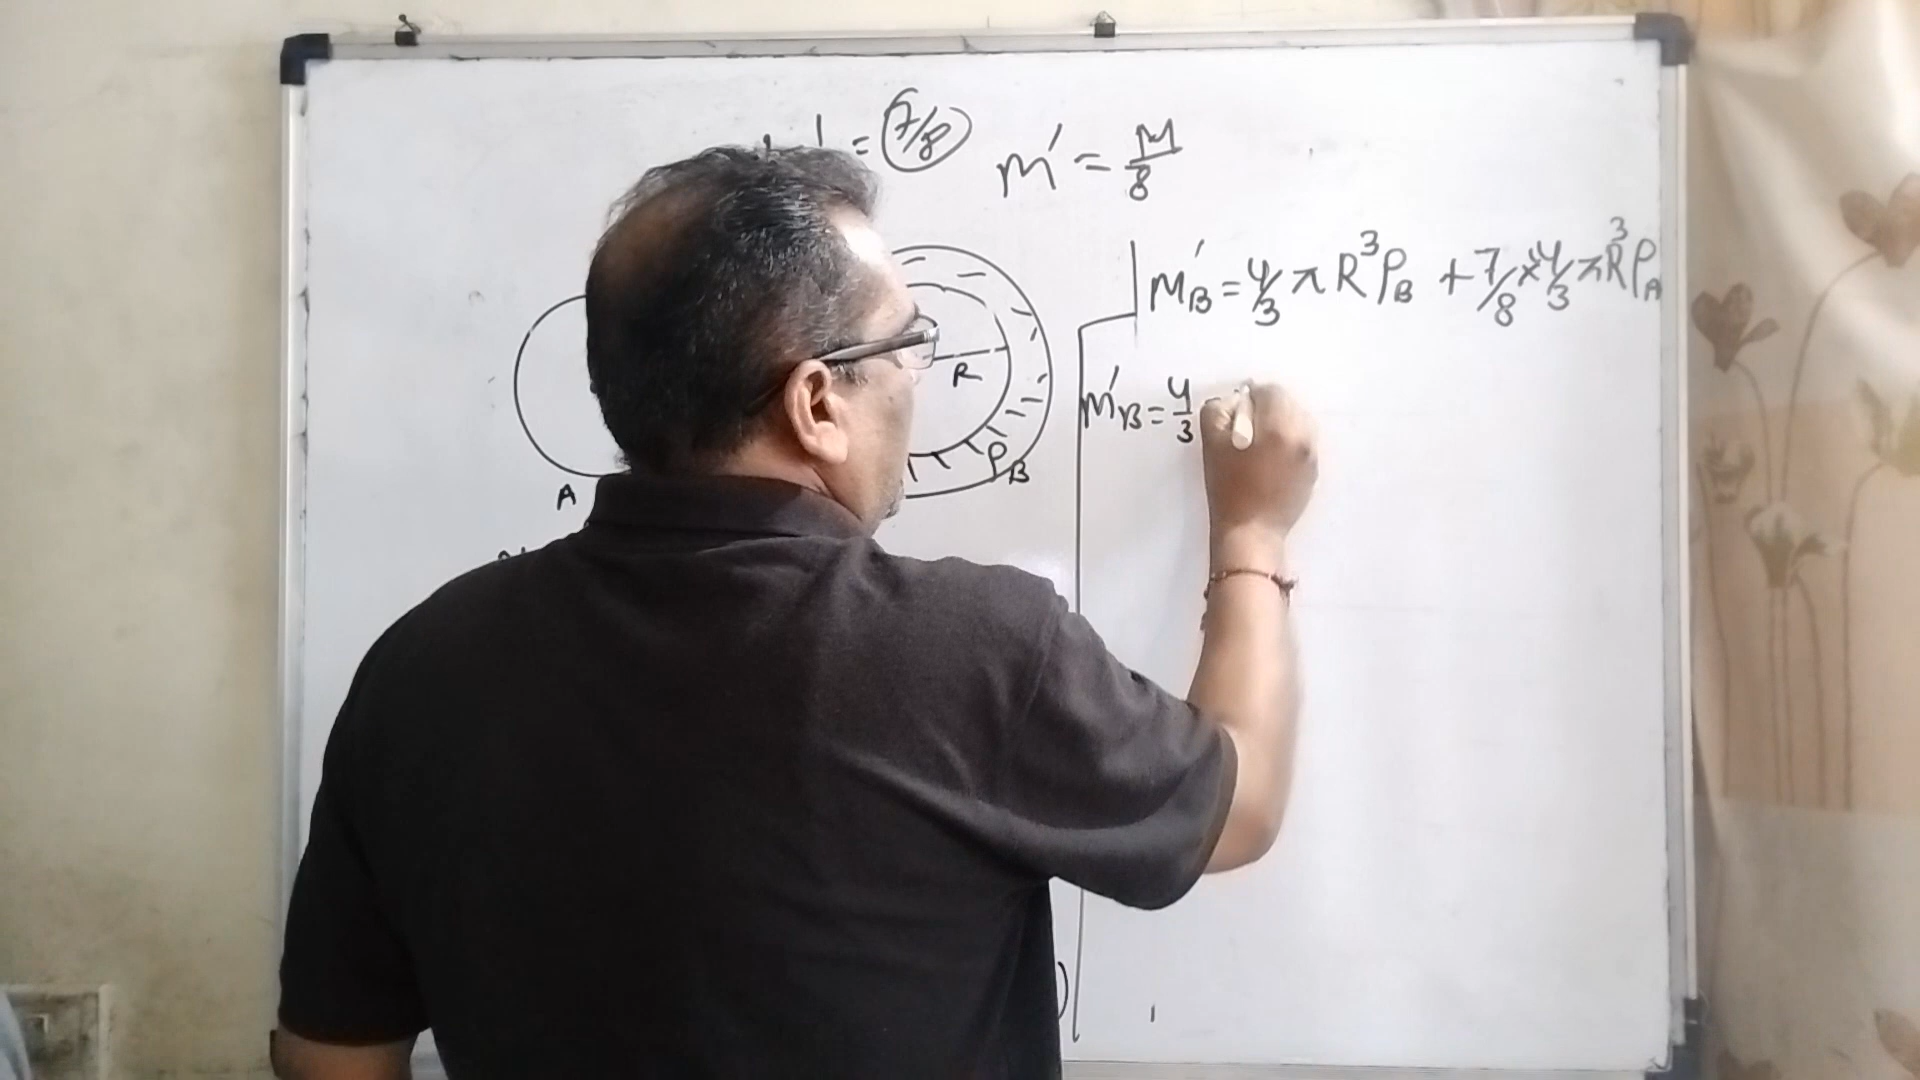 = 7/8 m' = M/8
M'B = 4/3 π R³ ρB + 7/8 × 4/3 π R³ ρA
R
M'B = 4/3
ρB
A